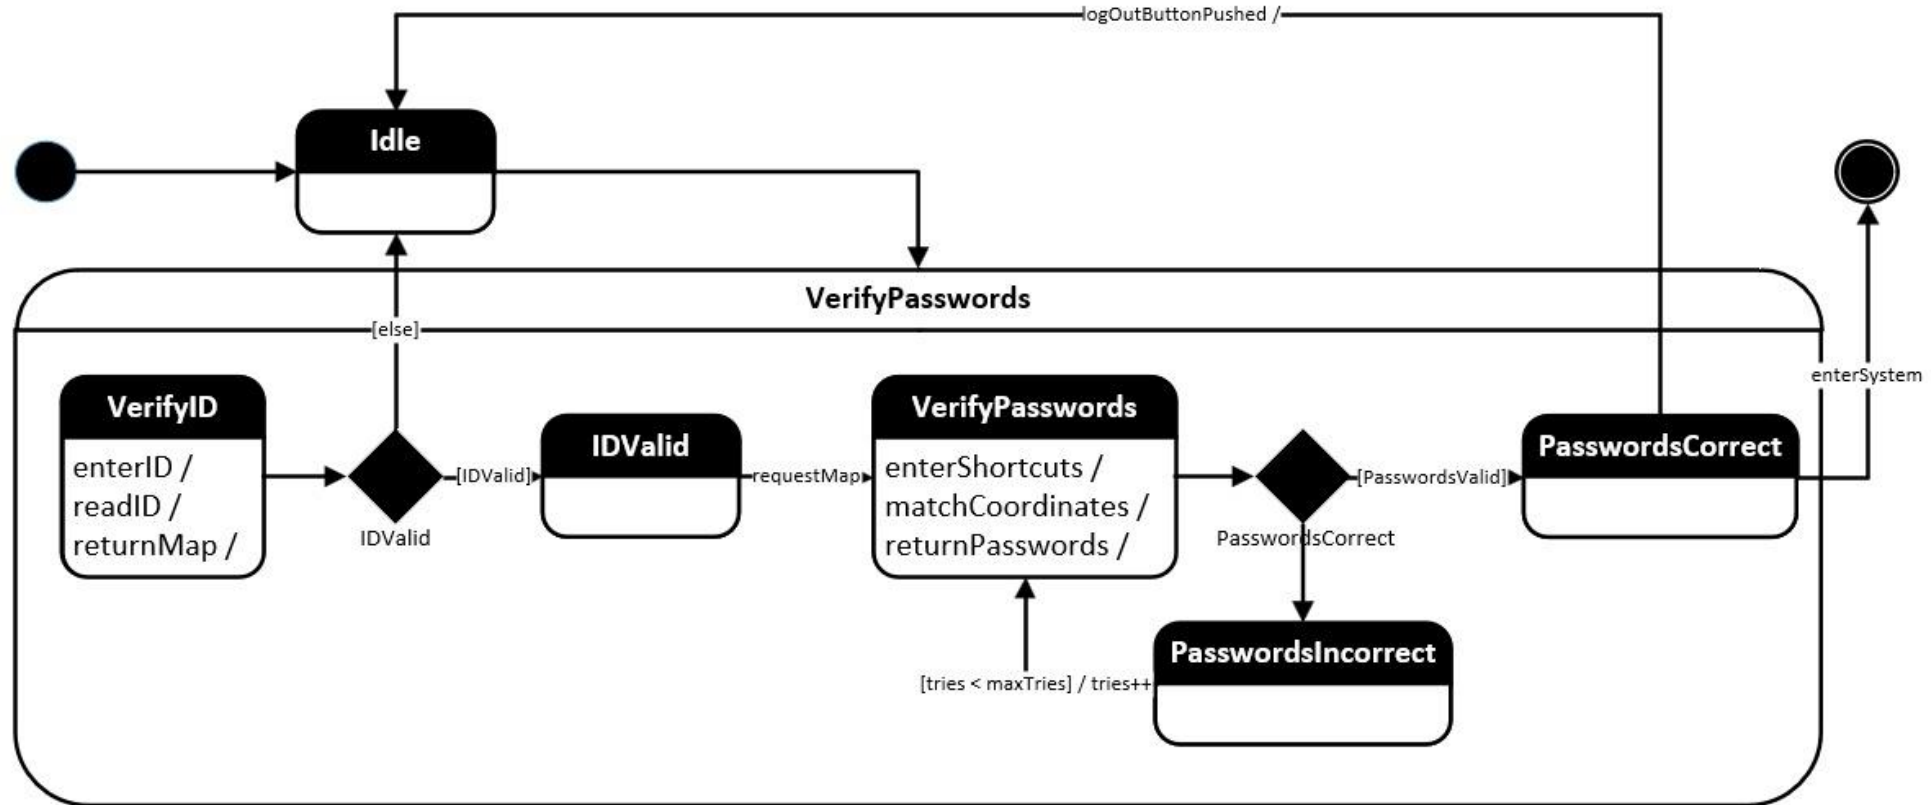 logOutButtonPushed /
Idle
VerifyPasswords
[else]
enterSystem
VerifyID
enterID /
readID /
returnMap /
IDValid
[IDValid]
IDValid
requestMap
VerifyPasswords
enterShortcuts /
matchCoordinates /
returnPasswords /
PasswordsCorrect
[PasswordsValid]
PasswordsCorrect
PasswordsIncorrect
[tries < maxTries] / tries++